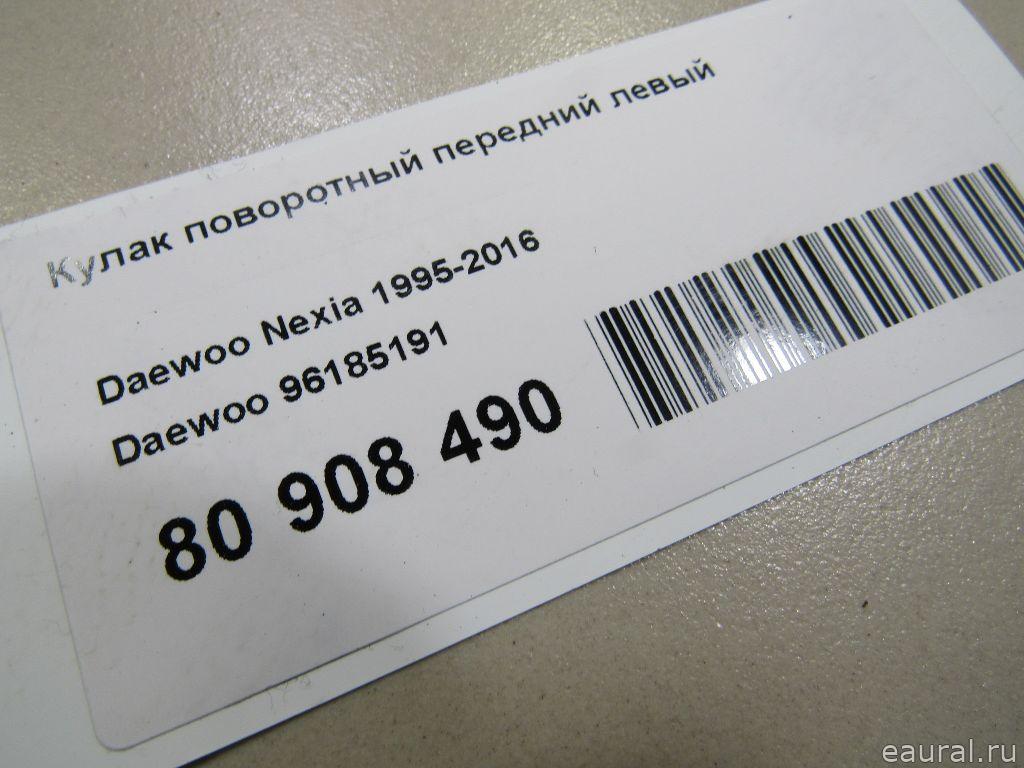 Кулак поворотный передний левый
Daewoo Nexia 1995-2016
Daewoo 96185191
80 908 490
eaural.ru